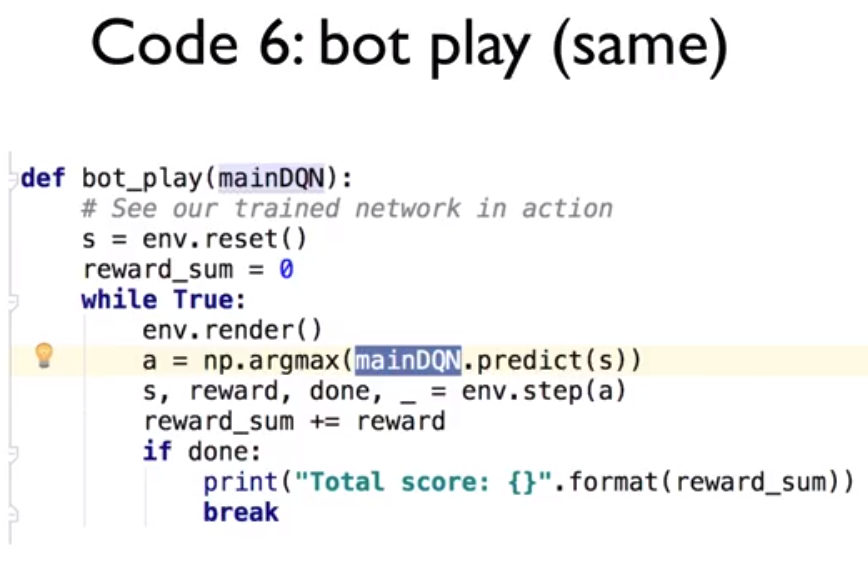 Code 6: bot play (same)
def bot_play(mainDQN):
    # See our trained network in action
    s = env.reset()
    reward_sum = 0
    while True:
        env.render()
        a = np.argmax(mainDQN.predict(s))
        s, reward, done, _ = env.step(a)
        reward_sum += reward
        if done:
            print("Total score: {}".format(reward_sum))
            break